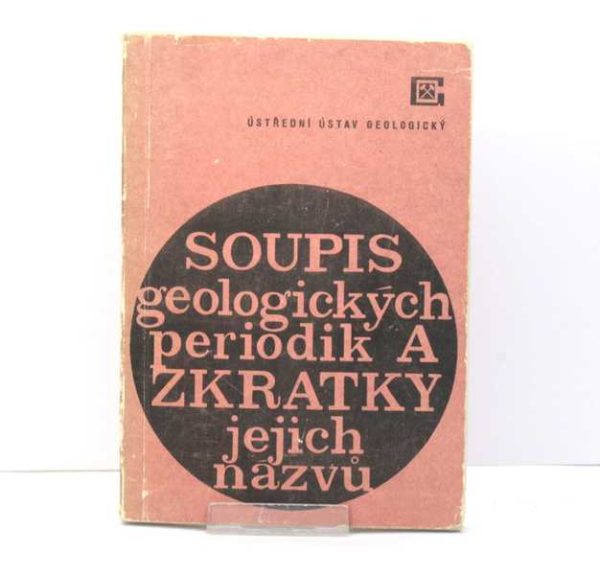 ÚSTŘEDNÍ ÚSTAV GEOLOGICKÝ
SOUPIS
geologických
periodik A
ZKRATKY
jejich
názvů